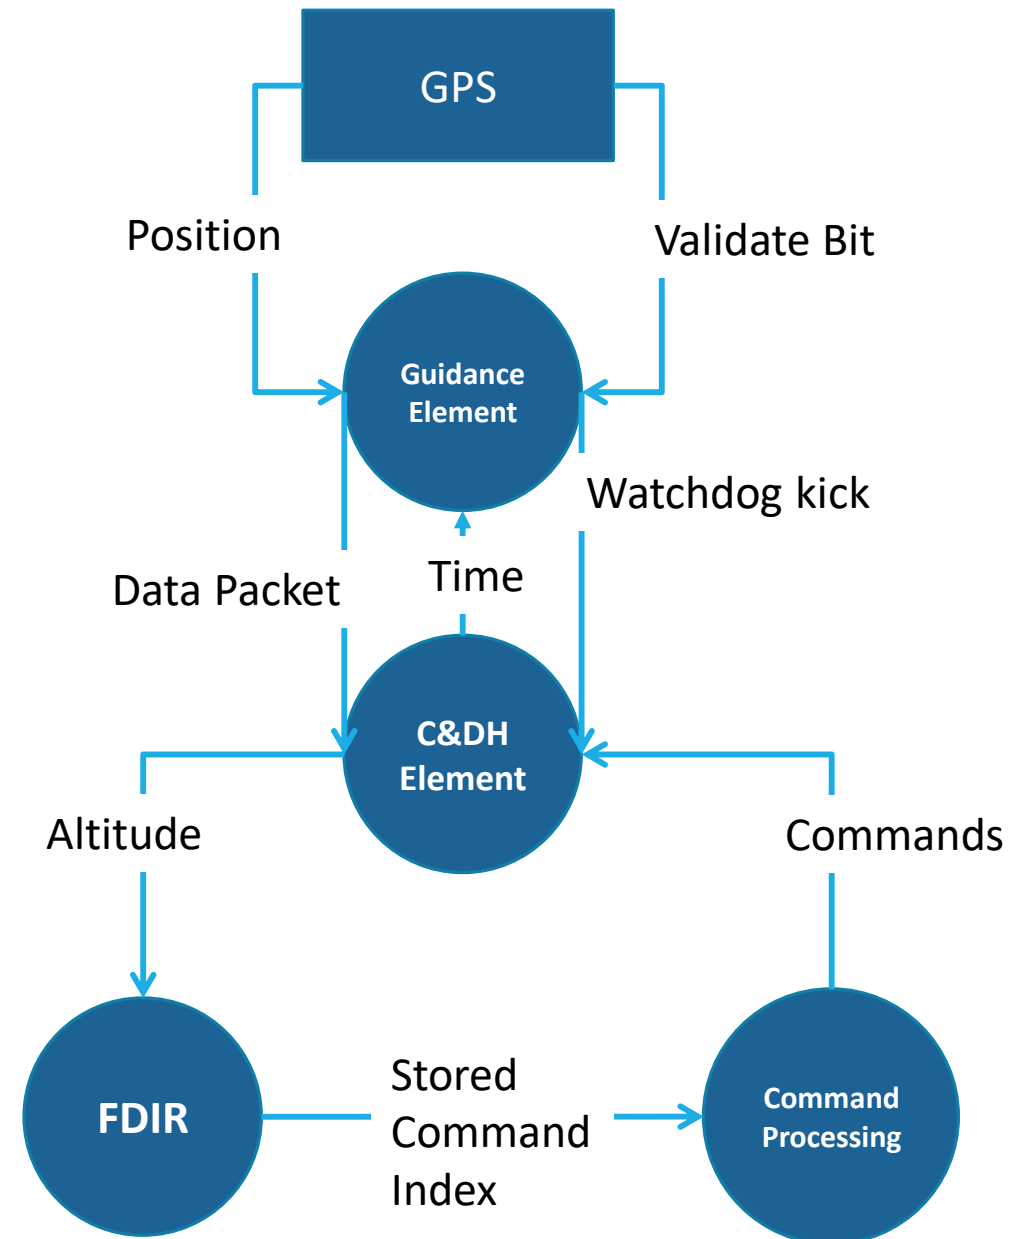 GPS
Position
Validate Bit
Guidance
Element
Watchdog kick
Data Packet
Time
C&DH
Element
Altitude
Commands
FDIR
Stored
Command
Index
Command
Processing